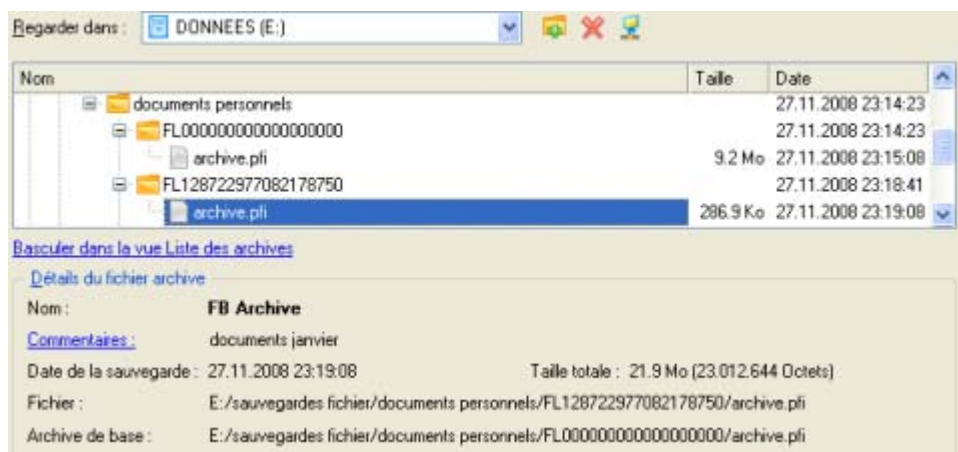 Regarder dans : DONNEES (E:)
Nom Taille Date
documents personnels 27.11.2008 23:14:23
FL000000000000000000 27.11.2008 23:14:23
archive.pfi 9.2 Mo 27.11.2008 23:15:08
FL128722977082178750 27.11.2008 23:18:41
archive.pfi 286.9 Ko 27.11.2008 23:19:08
Basculer dans la vue Liste des archives
Détails du fichier archive
Nom : FB Archive
Commentaires : documents janvier
Date de la sauvegarde : 27.11.2008 23:19:08 Taille totale : 21.9 Mo (23.012.644 Octets)
Fichier : E:/sauvegardes fichier/documents personnels/FL128722977082178750/archive.pfi
Archive de base : E:/sauvegardes fichier/documents personnels/FL000000000000000000/archive.pfi